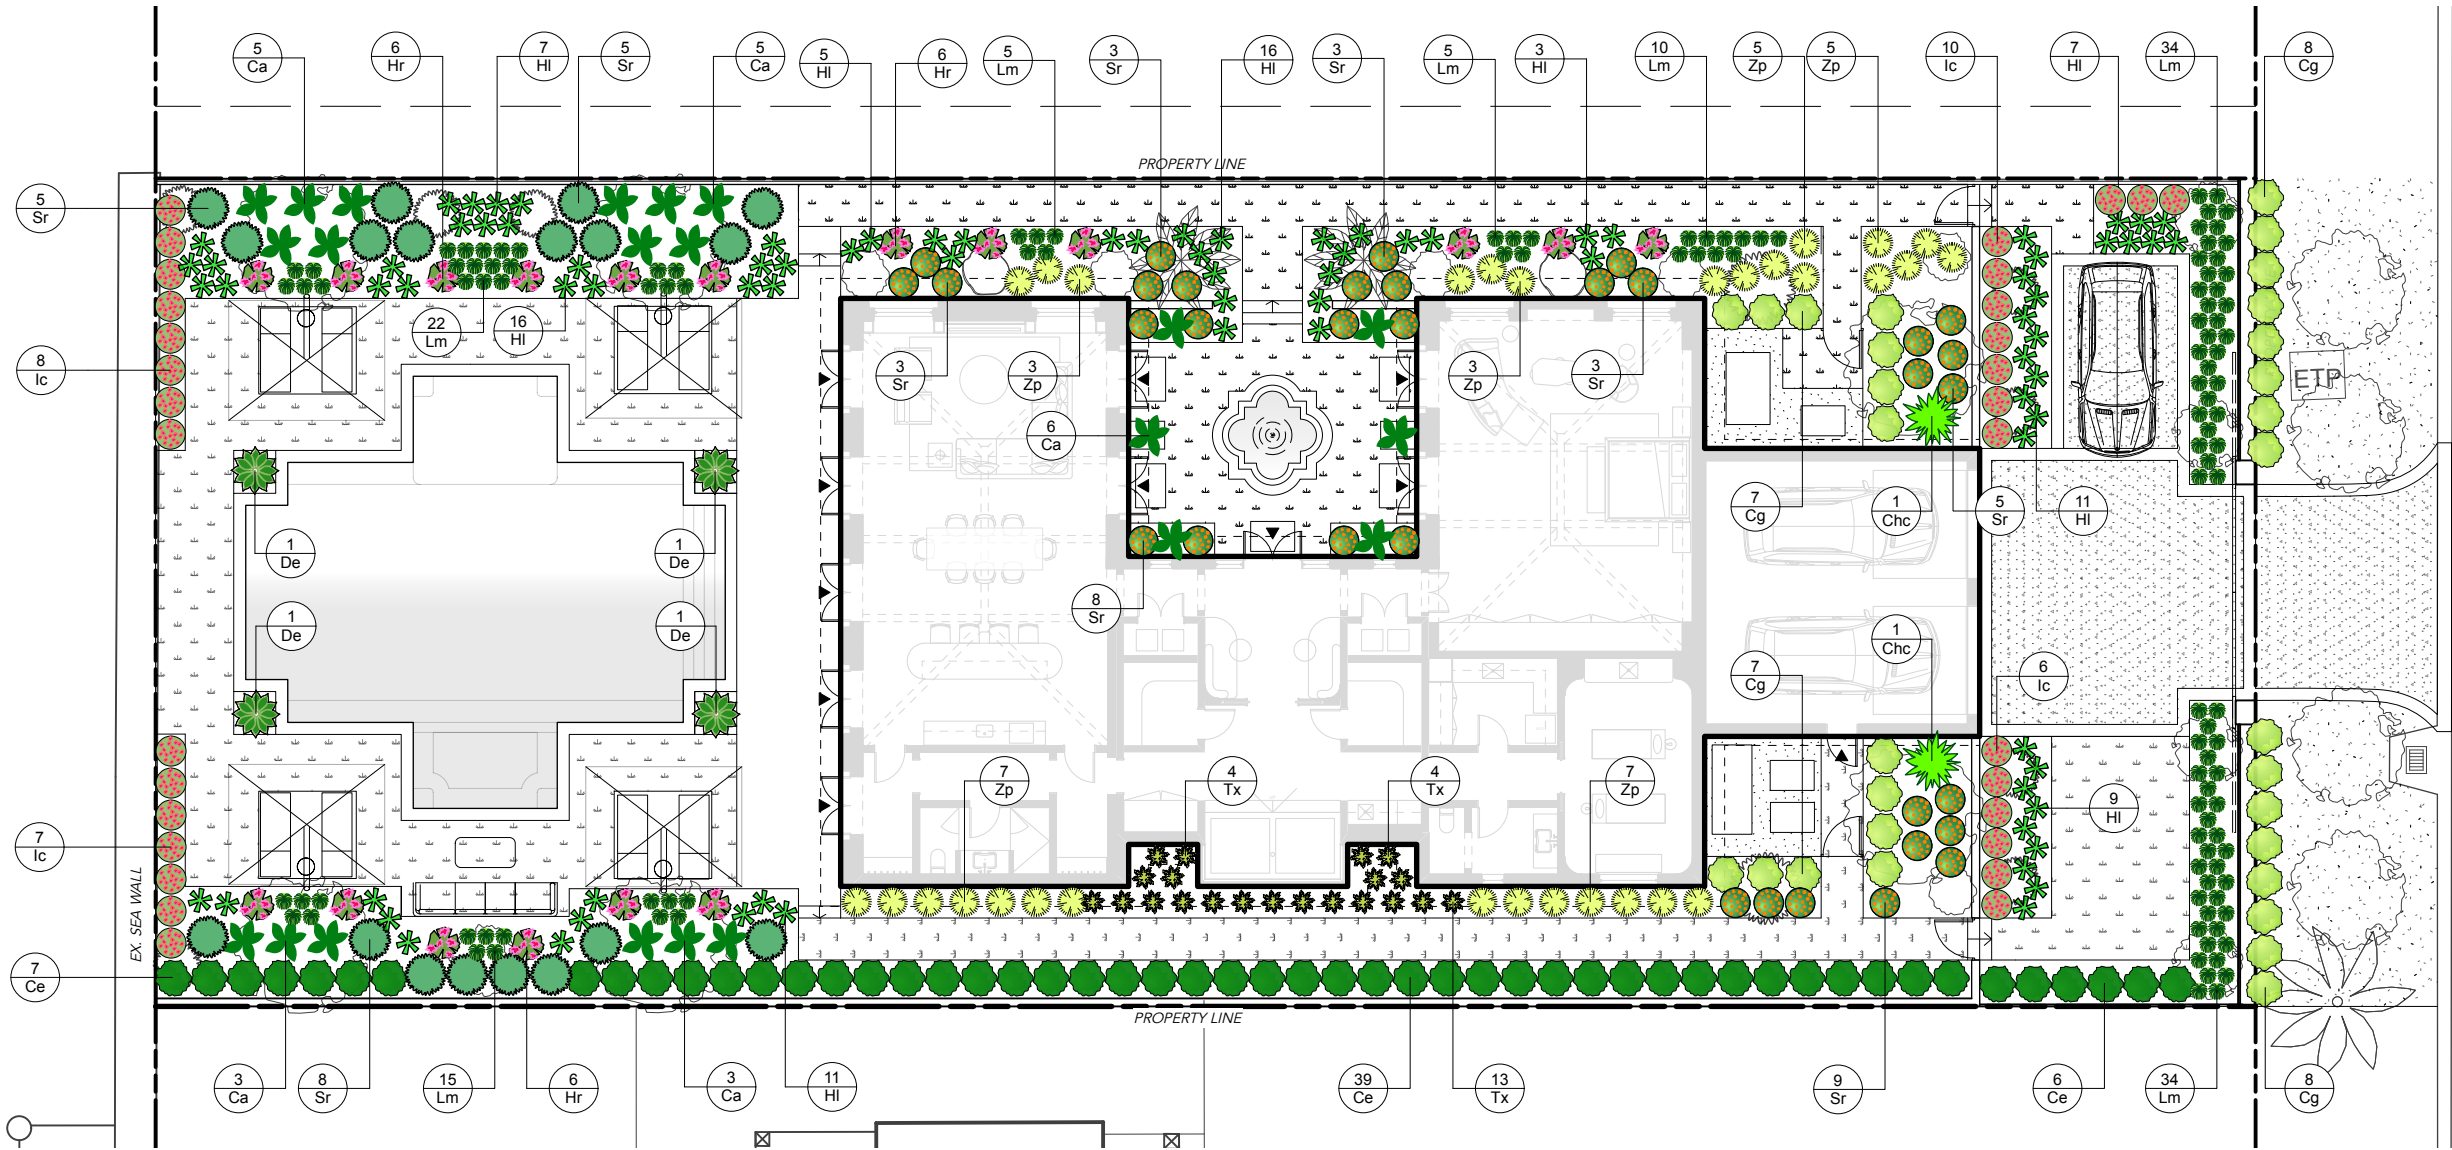 5
Ca
6
Hr
7
Hl
5
Sr
5
Ca
5
Hl
6
Hr
5
Lm
3
Sr
16
Hl
3
Sr
5
Lm
3
Hl
10
Lm
5
Zp
5
Zp
10
Ic
7
Hl
34
Lm
8
Cg
PROPERTY LINE
5
Sr
22
Lm
16
Hl
8
Ic
3
Sr
3
Zp
3
Zp
3
Sr
ETP
6
Ca
7
Cg
1
Chc
5
Sr
11
Hl
1
De
1
De
8
Sr
1
De
1
De
1
Chc
7
Cg
6
Ic
7
Zp
4
Tx
4
Tx
7
Zp
9
Hl
7
Ic
EX. SEA WALL
7
Ce
PROPERTY LINE
3
Ca
8
Sr
15
Lm
6
Hr
3
Ca
11
Hl
39
Ce
13
Tx
9
Sr
6
Ce
34
Lm
8
Cg